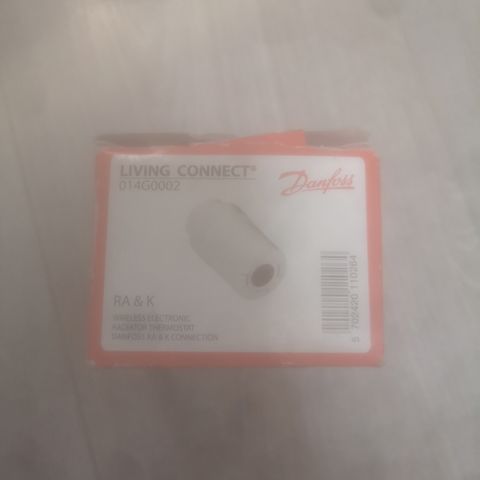 LIVING CONNECT®
014G0002
Danfoss
RA & K
WIRELESS ELECTRONIC
RADIATOR THERMOSTAT
DANFOSS RA & K CONNECTION
5 702420 110264